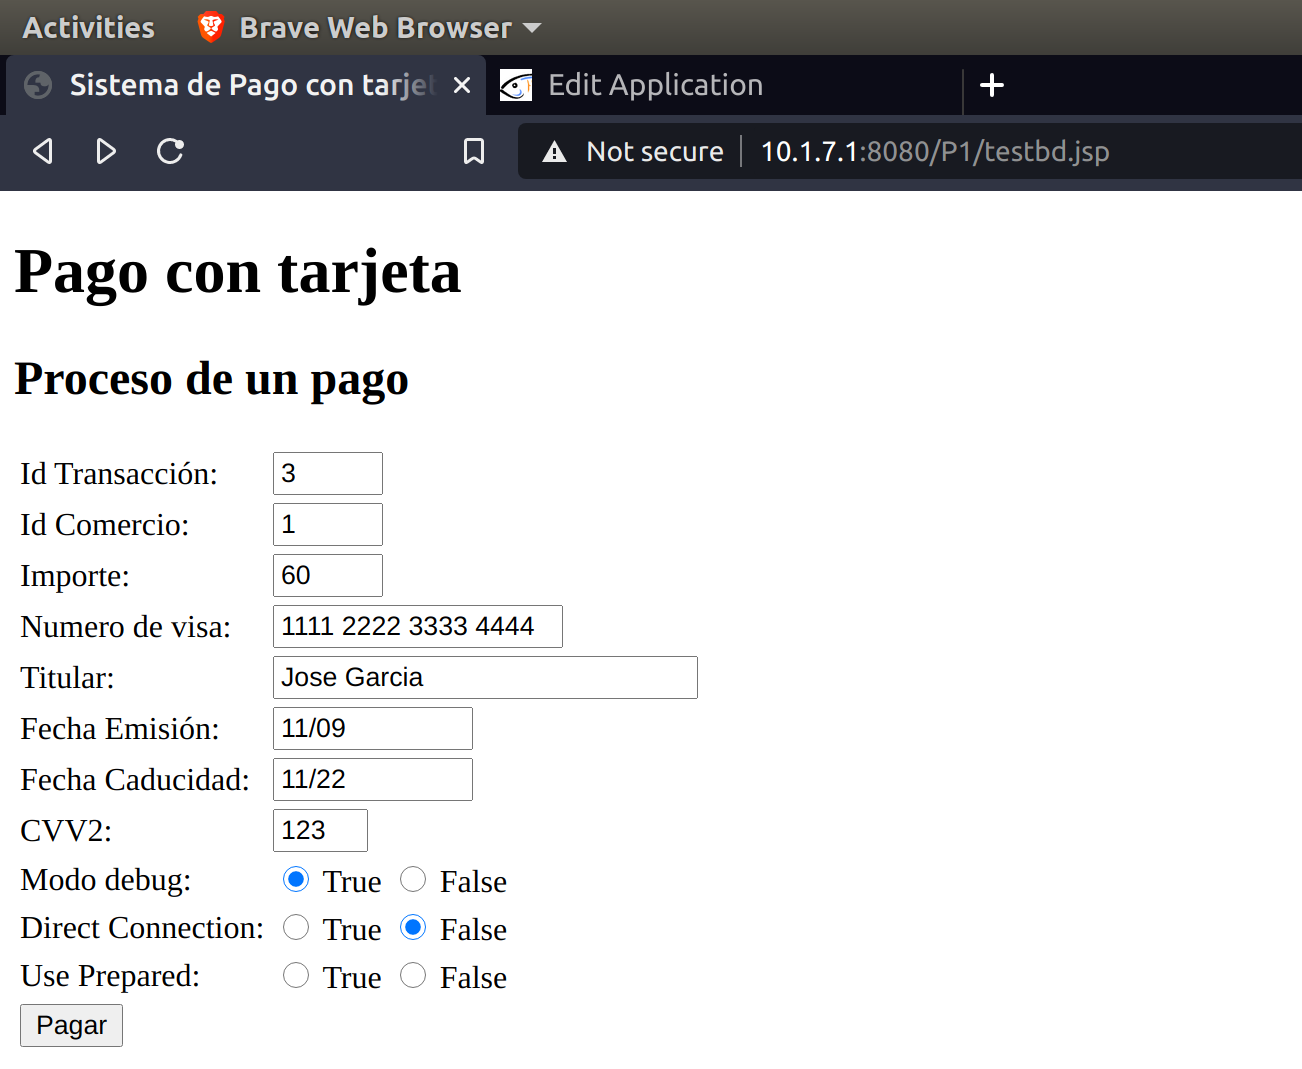 Activities Brave Web Browser
Sistema de Pago con tarjet Edit Application
Not secure 10.1.7.1:8080/P1/testbd.jsp
Pago con tarjeta
Proceso de un pago
Id Transacción: 3
Id Comercio: 1
Importe: 60
Numero de visa: 1111 2222 3333 4444
Titular: Jose Garcia
Fecha Emisión: 11/09
Fecha Caducidad: 11/22
CVV2: 123
Modo debug: True False
Direct Connection: True False
Use Prepared: True False
Pagar